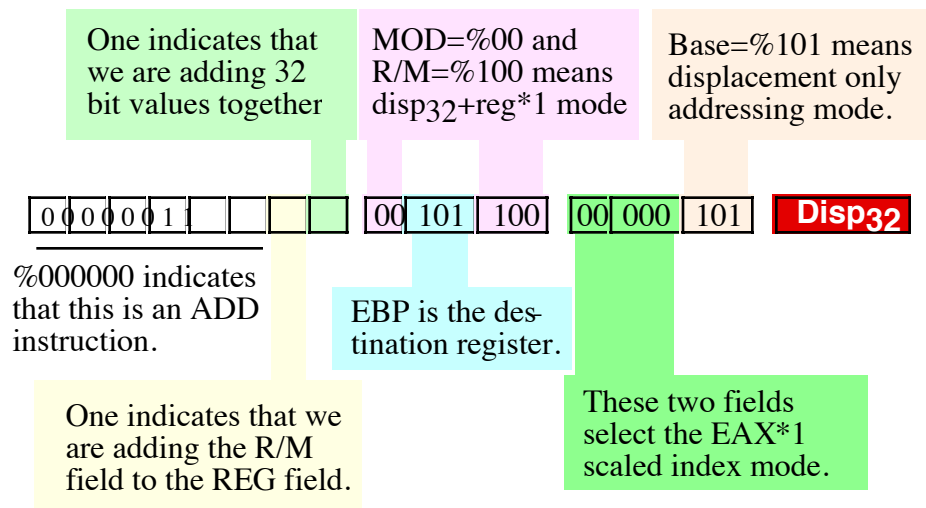 One indicates that
we are adding 32
bit values together
MOD=%00 and
R/M=%100 means
disp32+reg*1 mode
Base=%101 means
displacement only
addressing mode.
0 0 0 0 0 0 1 1 00 101 100 00 000 101 Disp32
%000000 indicates
that this is an ADD
instruction.
EBP is the des-
tination register.
One indicates that we
are adding the R/M
field to the REG field.
These two fields
select the EAX*1
scaled index mode.